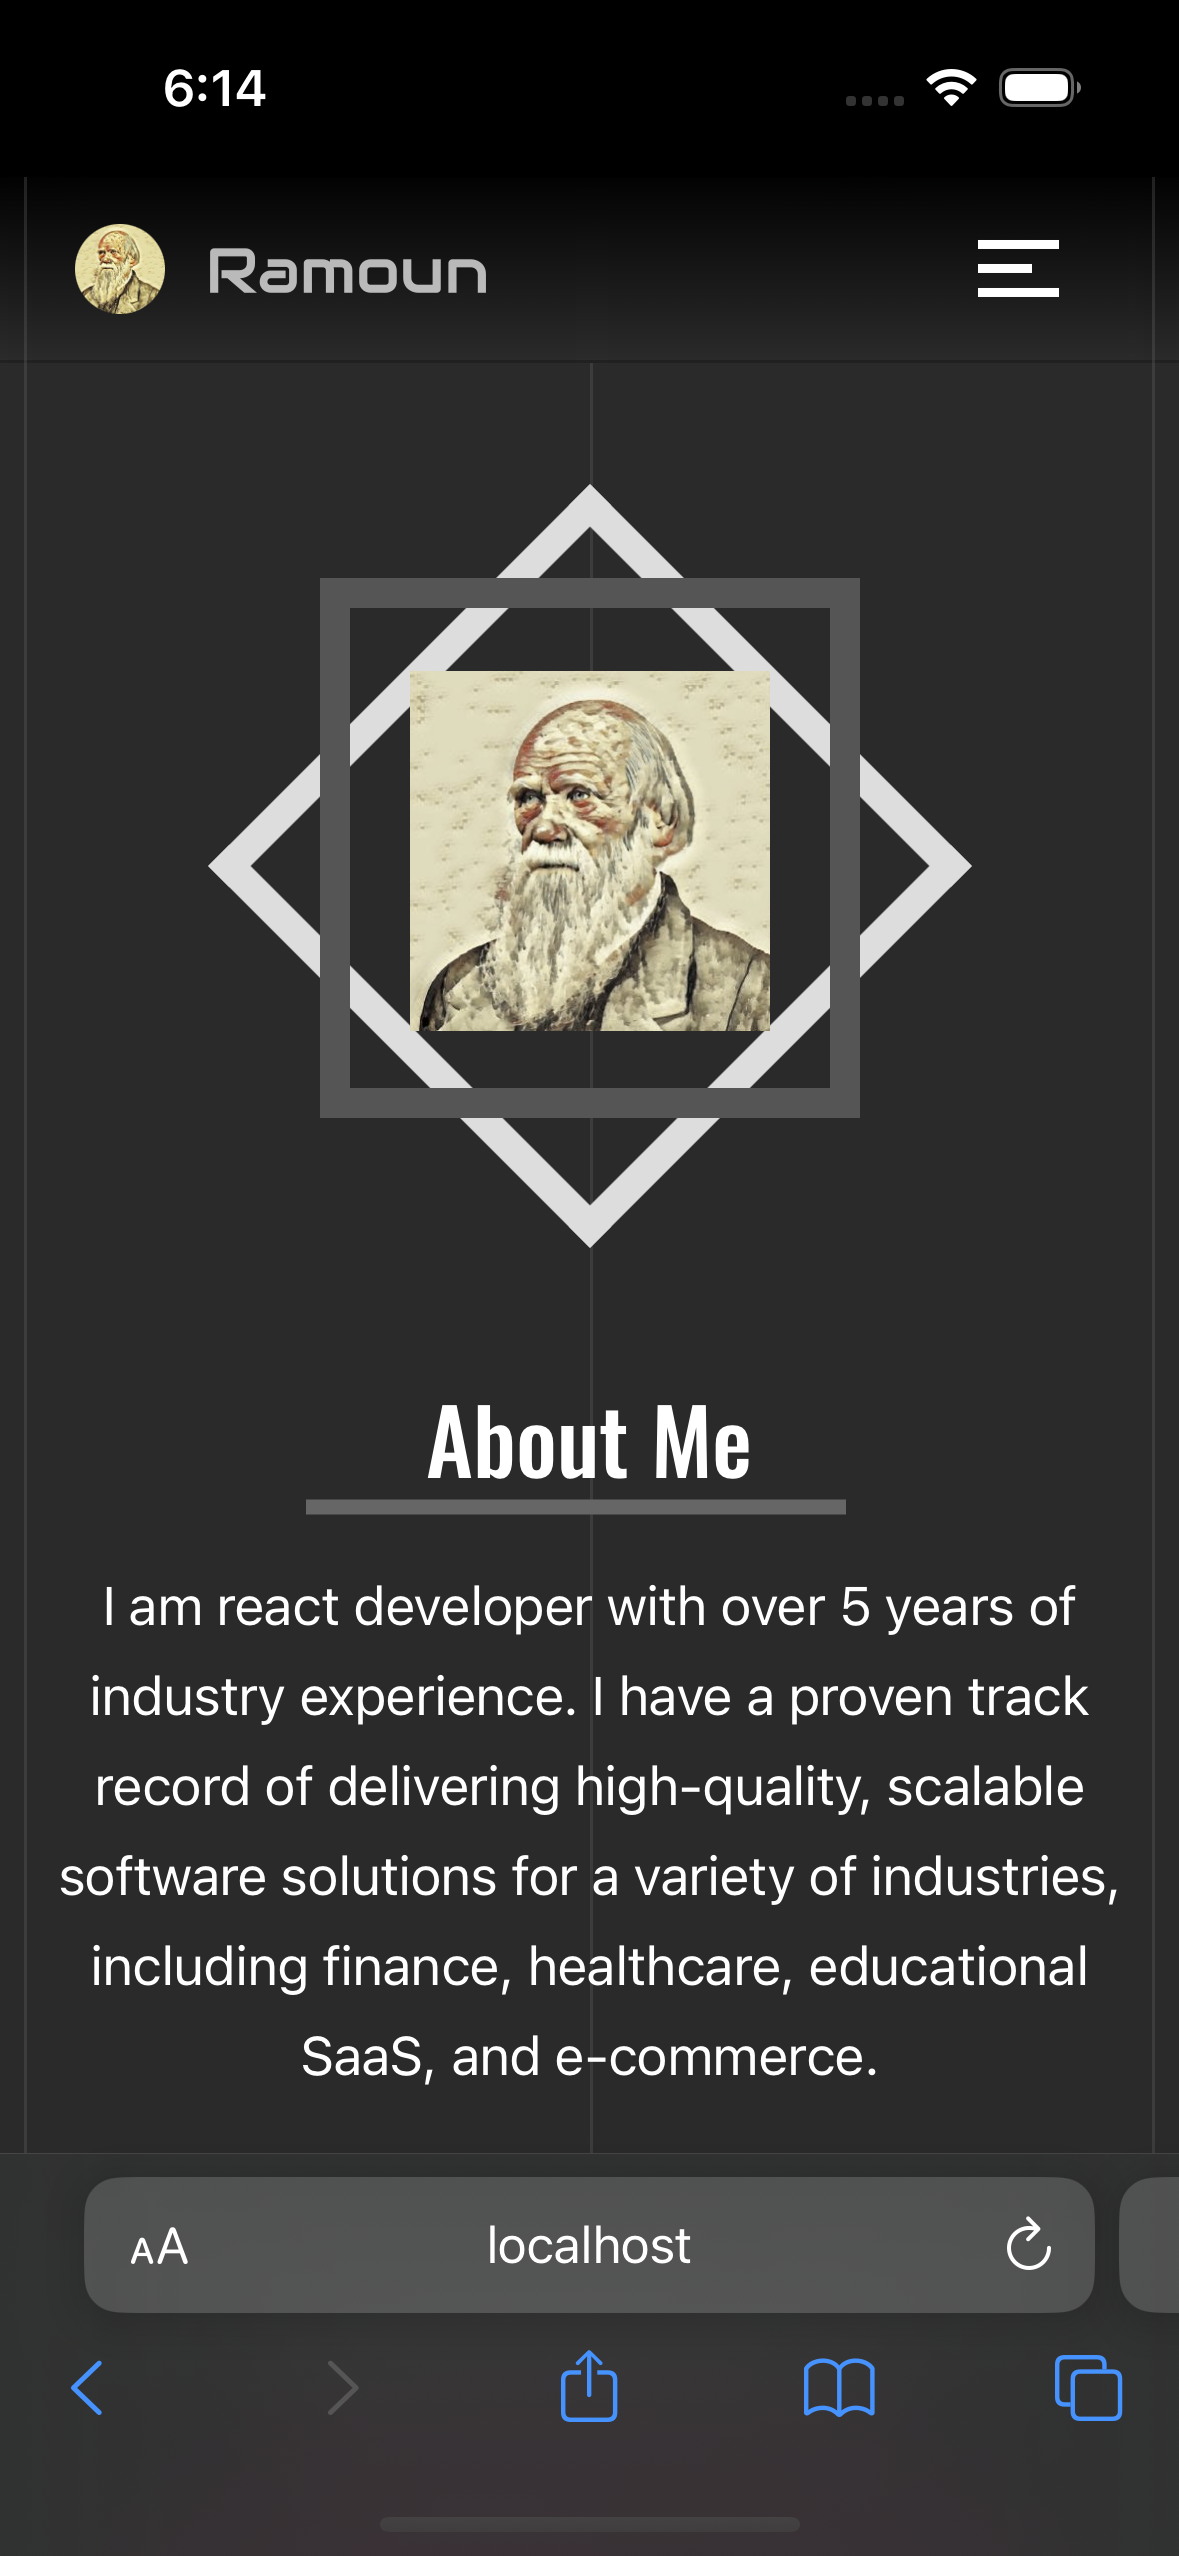 6:14
Ramoun
About Me
I am react developer with over 5 years of
industry experience. I have a proven track
record of delivering high-quality, scalable
software solutions for a variety of industries,
including finance, healthcare, educational
SaaS, and e-commerce.
AA
localhost